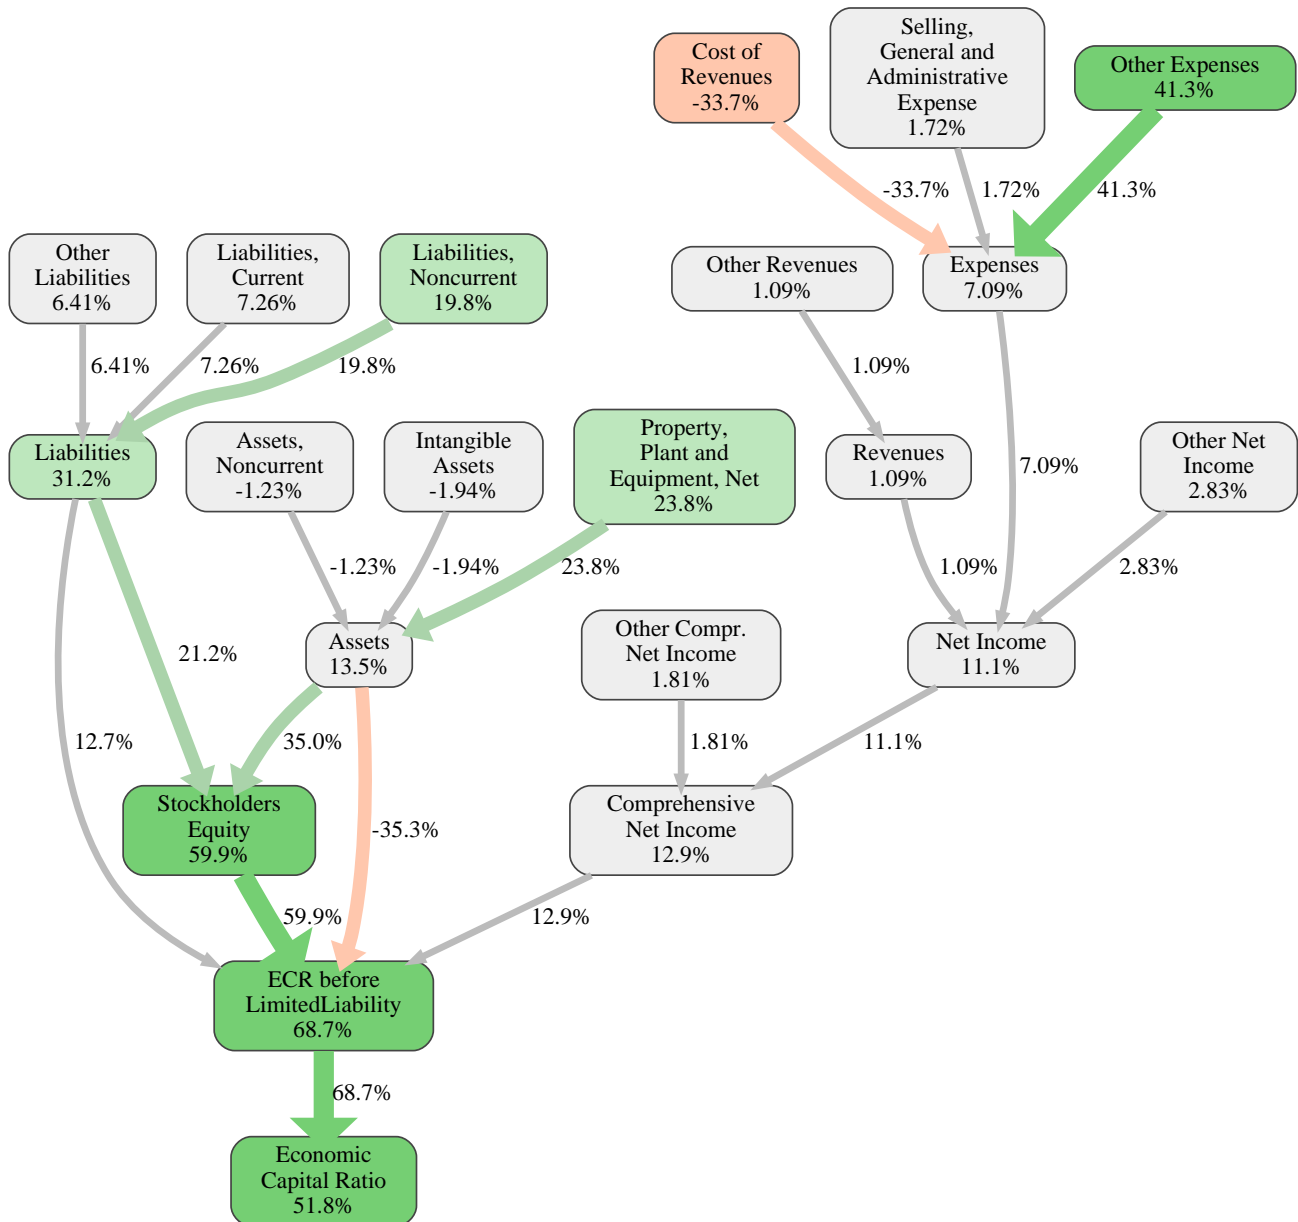 Cost of
Revenues
-33.7%
Selling,
General and
Administrative
Expense
1.72%
Other Expenses
41.3%
-33.7%
1.72%
41.3%
Other
Liabilities
6.41%
Liabilities,
Current
7.26%
Liabilities,
Noncurrent
19.8%
Other Revenues
1.09%
Expenses
7.09%
6.41%
7.26%
19.8%
1.09%
Liabilities
31.2%
Assets,
Noncurrent
-1.23%
Intangible
Assets
-1.94%
Property,
Plant and
Equipment, Net
23.8%
Revenues
1.09%
7.09%
Other Net
Income
2.83%
-1.23%
-1.94%
23.8%
1.09%
2.83%
Assets
13.5%
Other Compr.
Net Income
1.81%
Net Income
11.1%
21.2%
12.7%
35.0%
1.81%
11.1%
Stockholders
Equity
59.9%
-35.3%
Comprehensive
Net Income
12.9%
59.9%
12.9%
ECR before
LimitedLiability
68.7%
68.7%
Economic
Capital Ratio
51.8%